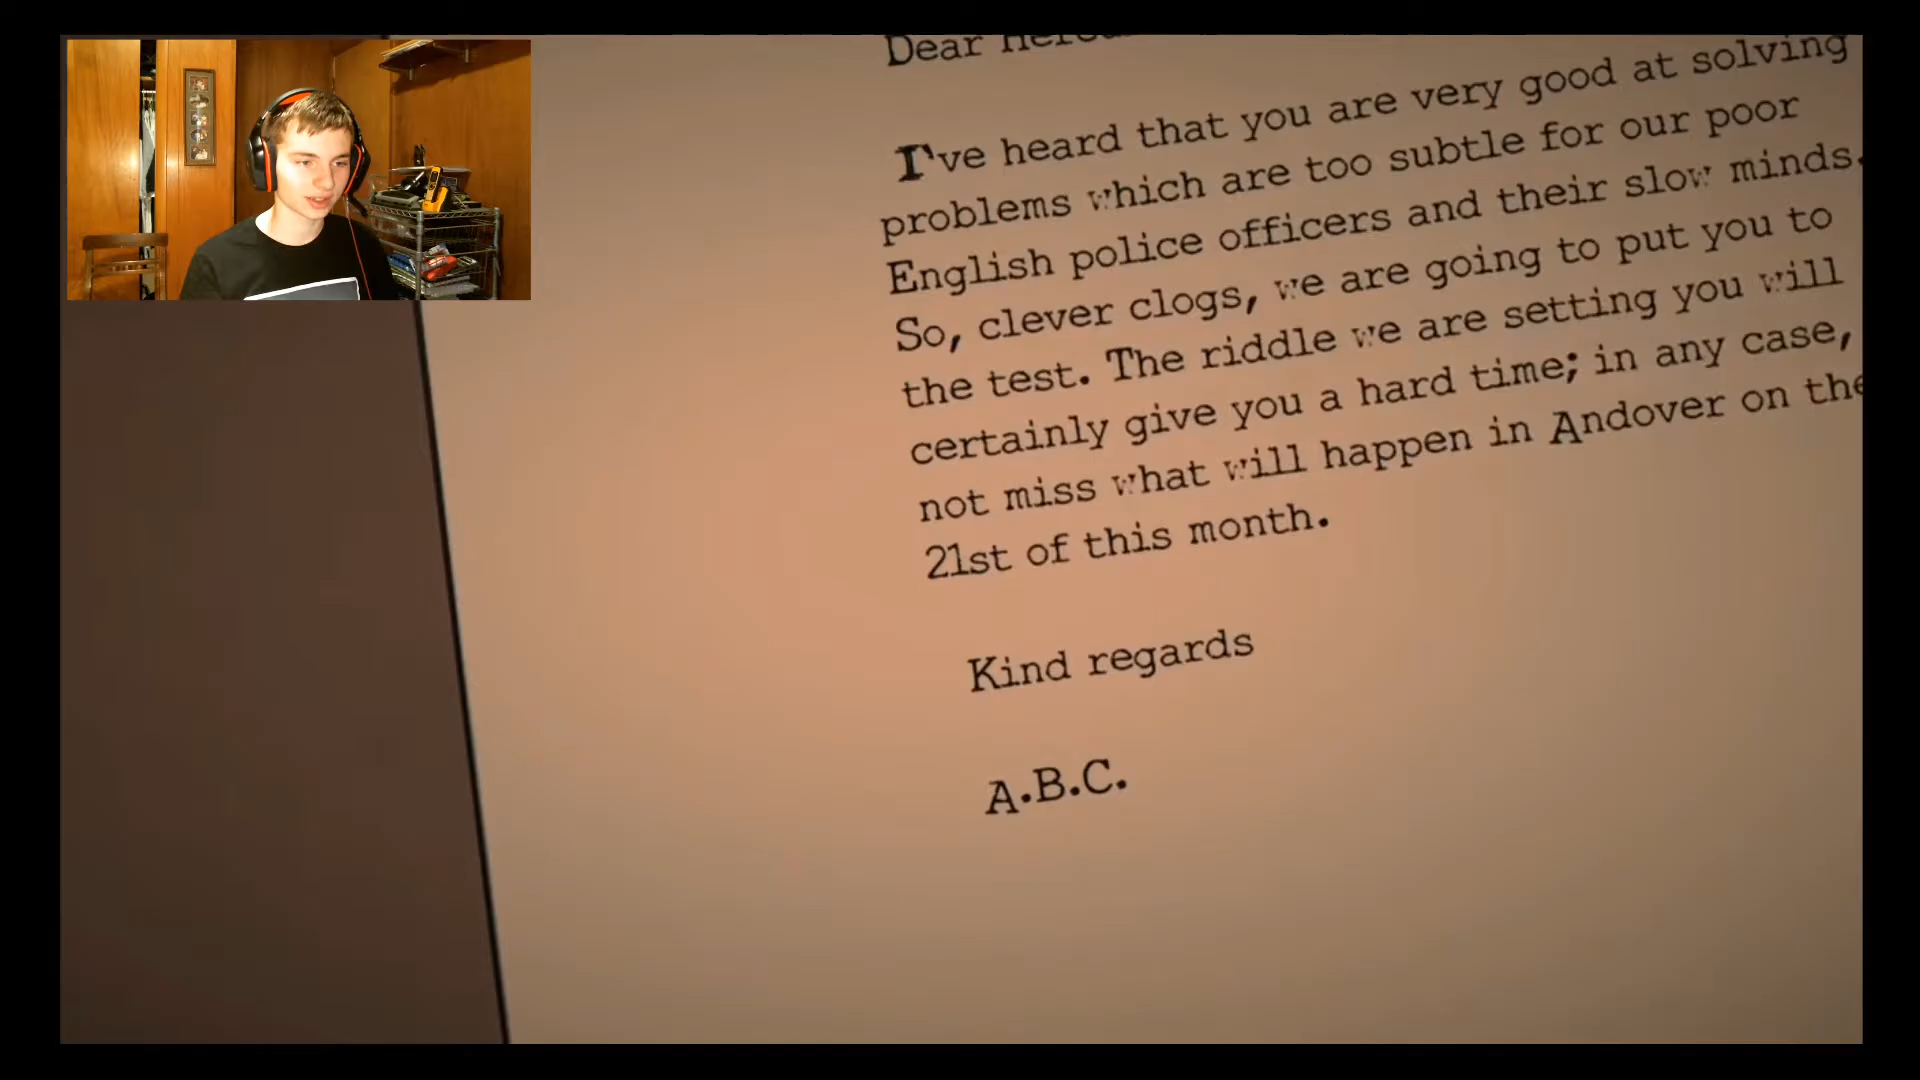 Dear
I've heard that you are very good at solving
problems which are too subtle for our poor
English police officers and their slow minds.
So, clever clogs, we are going to put you to
the test. The riddle we are setting you will
certainly give you a hard time; in any case,
not miss what will happen in Andover on the
21st of this month.
Kind regards
A.B.C.